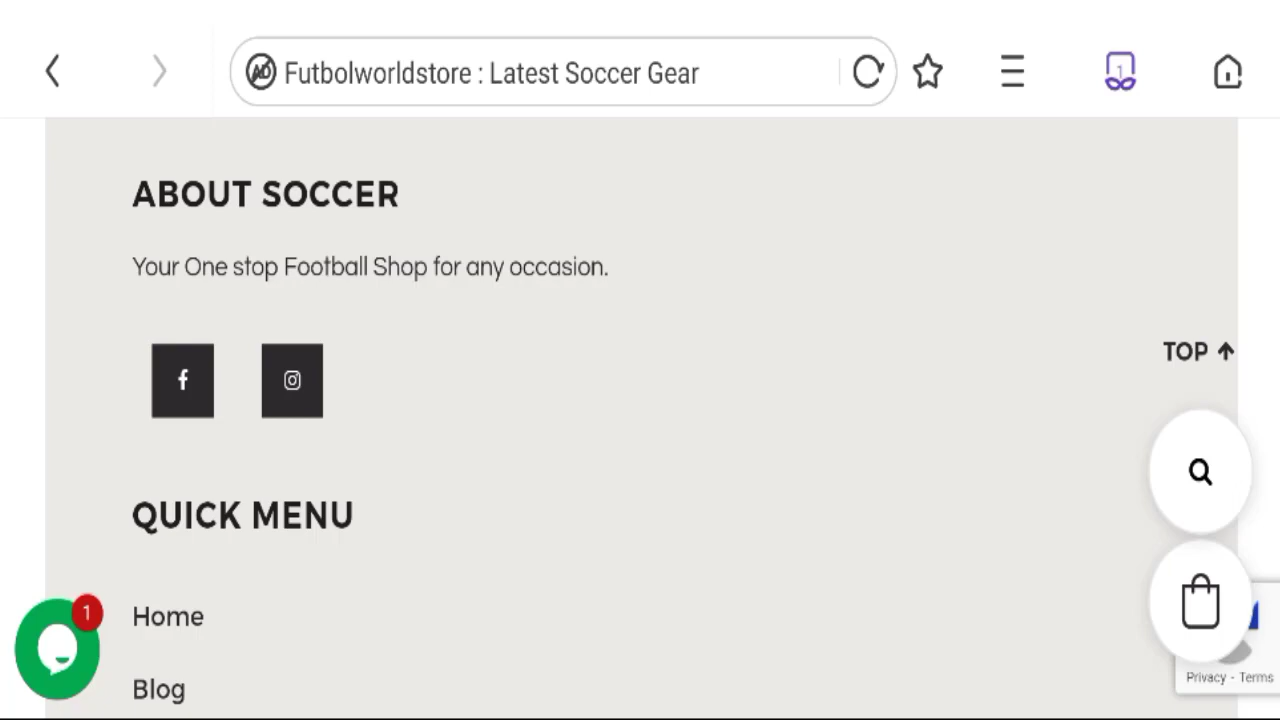 Futbolworldstore : Latest Soccer Gear
1
ABOUT SOCCER
Your One stop Football Shop for any occasion.
TOP
QUICK MENU
1
Home
Blog
Privacy - Terms